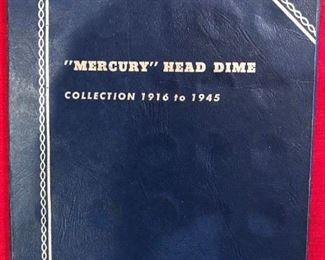 "MERCURY" HEAD DIME
COLLECTION 1916 to 1945